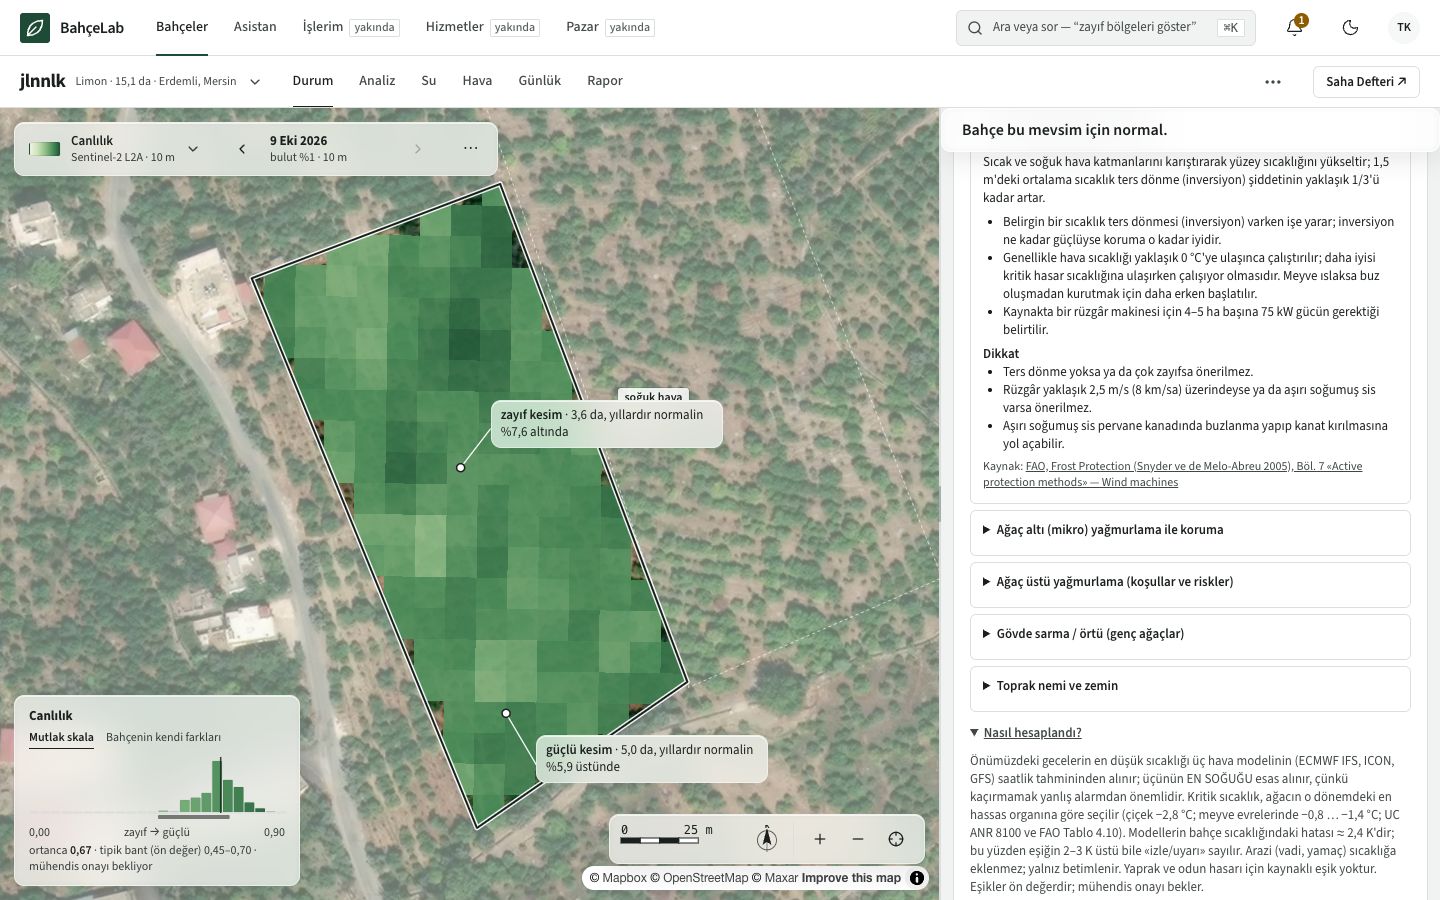 BahçeLab
Bahçeler
Asistan
İşlerim yakında
Hizmetler yakında
Pazar yakında
Ara veya sor — “zayıf bölgeleri göster” ⌘K
1
TK
jlnnlk Limon · 15,1 da · Erdemli, Mersin
Durum
Analiz
Su
Hava
Günlük
Rapor
Saha Defteri ↗
Canlılık
Sentinel-2 L2A · 10 m
9 Eki 2026
bulut %1 · 10 m
soğuk hava
zayıf kesim · 3,6 da, yıllardır normalin
%7,6 altında
güçlü kesim · 5,0 da, yıllardır normalin
%5,9 üstünde
Canlılık
Mutlak skala Bahçenin kendi farkları
0,00 zayıf → güçlü 0,90
ortanca 0,67 · tipik bant (ön değer) 0,45–0,70 ·
mühendis onayı bekliyor
0 25 m
N
© Mapbox © OpenStreetMap © Maxar Improve this map
Bahçe bu mevsim için normal.
Sıcak ve soğuk hava katmanlarını karıştırarak yüzey sıcaklığını yükseltir; 1,5
m'deki ortalama sıcaklık ters dönme (inversiyon) şiddetinin yaklaşık 1/3'ü
kadar artar.
• Belirgin bir sıcaklık ters dönmesi (inversiyon) varken işe yarar; inversiyon
ne kadar güçlüyse koruma o kadar iyidir.
• Genellikle hava sıcaklığı yaklaşık 0 °C'ye ulaşınca çalıştırılır; daha iyisi
kritik hasar sıcaklığına ulaşırken çalışıyor olmasıdır. Meyve ıslaksa buz
oluşmadan kurutmak için daha erken başlatılır.
• Kaynakta bir rüzgâr makinesi için 4–5 ha başına 75 kW gücün gerektiği
belirtilir.
Dikkat
• Ters dönme yoksa ya da çok zayıfsa önerilmez.
• Rüzgâr yaklaşık 2,5 m/s (8 km/sa) üzerindeyse ya da aşırı soğumuş sis
varsa önerilmez.
• Aşırı soğumuş sis pervane kanadında buzlanma yapıp kanat kırılmasına
yol açabilir.
Kaynak: FAO, Frost Protection (Snyder ve de Melo-Abreu 2005), Böl. 7 «Active
protection methods» — Wind machines
▶ Ağaç altı (mikro) yağmurlama ile koruma
▶ Ağaç üstü yağmurlama (koşullar ve riskler)
▶ Gövde sarma / örtü (genç ağaçlar)
▶ Toprak nemi ve zemin
▼ Nasıl hesaplandı?
Önümüzdeki gecelerin en düşük sıcaklığı üç hava modelinin (ECMWF IFS, ICON,
GFS) saatlik tahmininden alınır; üçünün EN SOĞUĞU esas alınır, çünkü
kaçırmamak yanlış alarmdan önemlidir. Kritik sıcaklık, ağacın o dönemdeki en
hassas organına göre seçilir (çiçek −2,8 °C; meyve evrelerinde −0,8 … −1,4 °C; UC
ANR 8100 ve FAO Tablo 4.10). Modellerin bahçe sıcaklığındaki hatası ≈ 2,4 K'dir;
bu yüzden eşiğin 2–3 K üstü bile «izle/uyarı» sayılır. Arazi (vadi, yamaç) sıcaklığa
eklenmez; yalnız betimlenir. Yaprak ve odun hasarı için kaynaklı eşik yoktur.
Eşikler ön değerdir; mühendis onayı bekler.